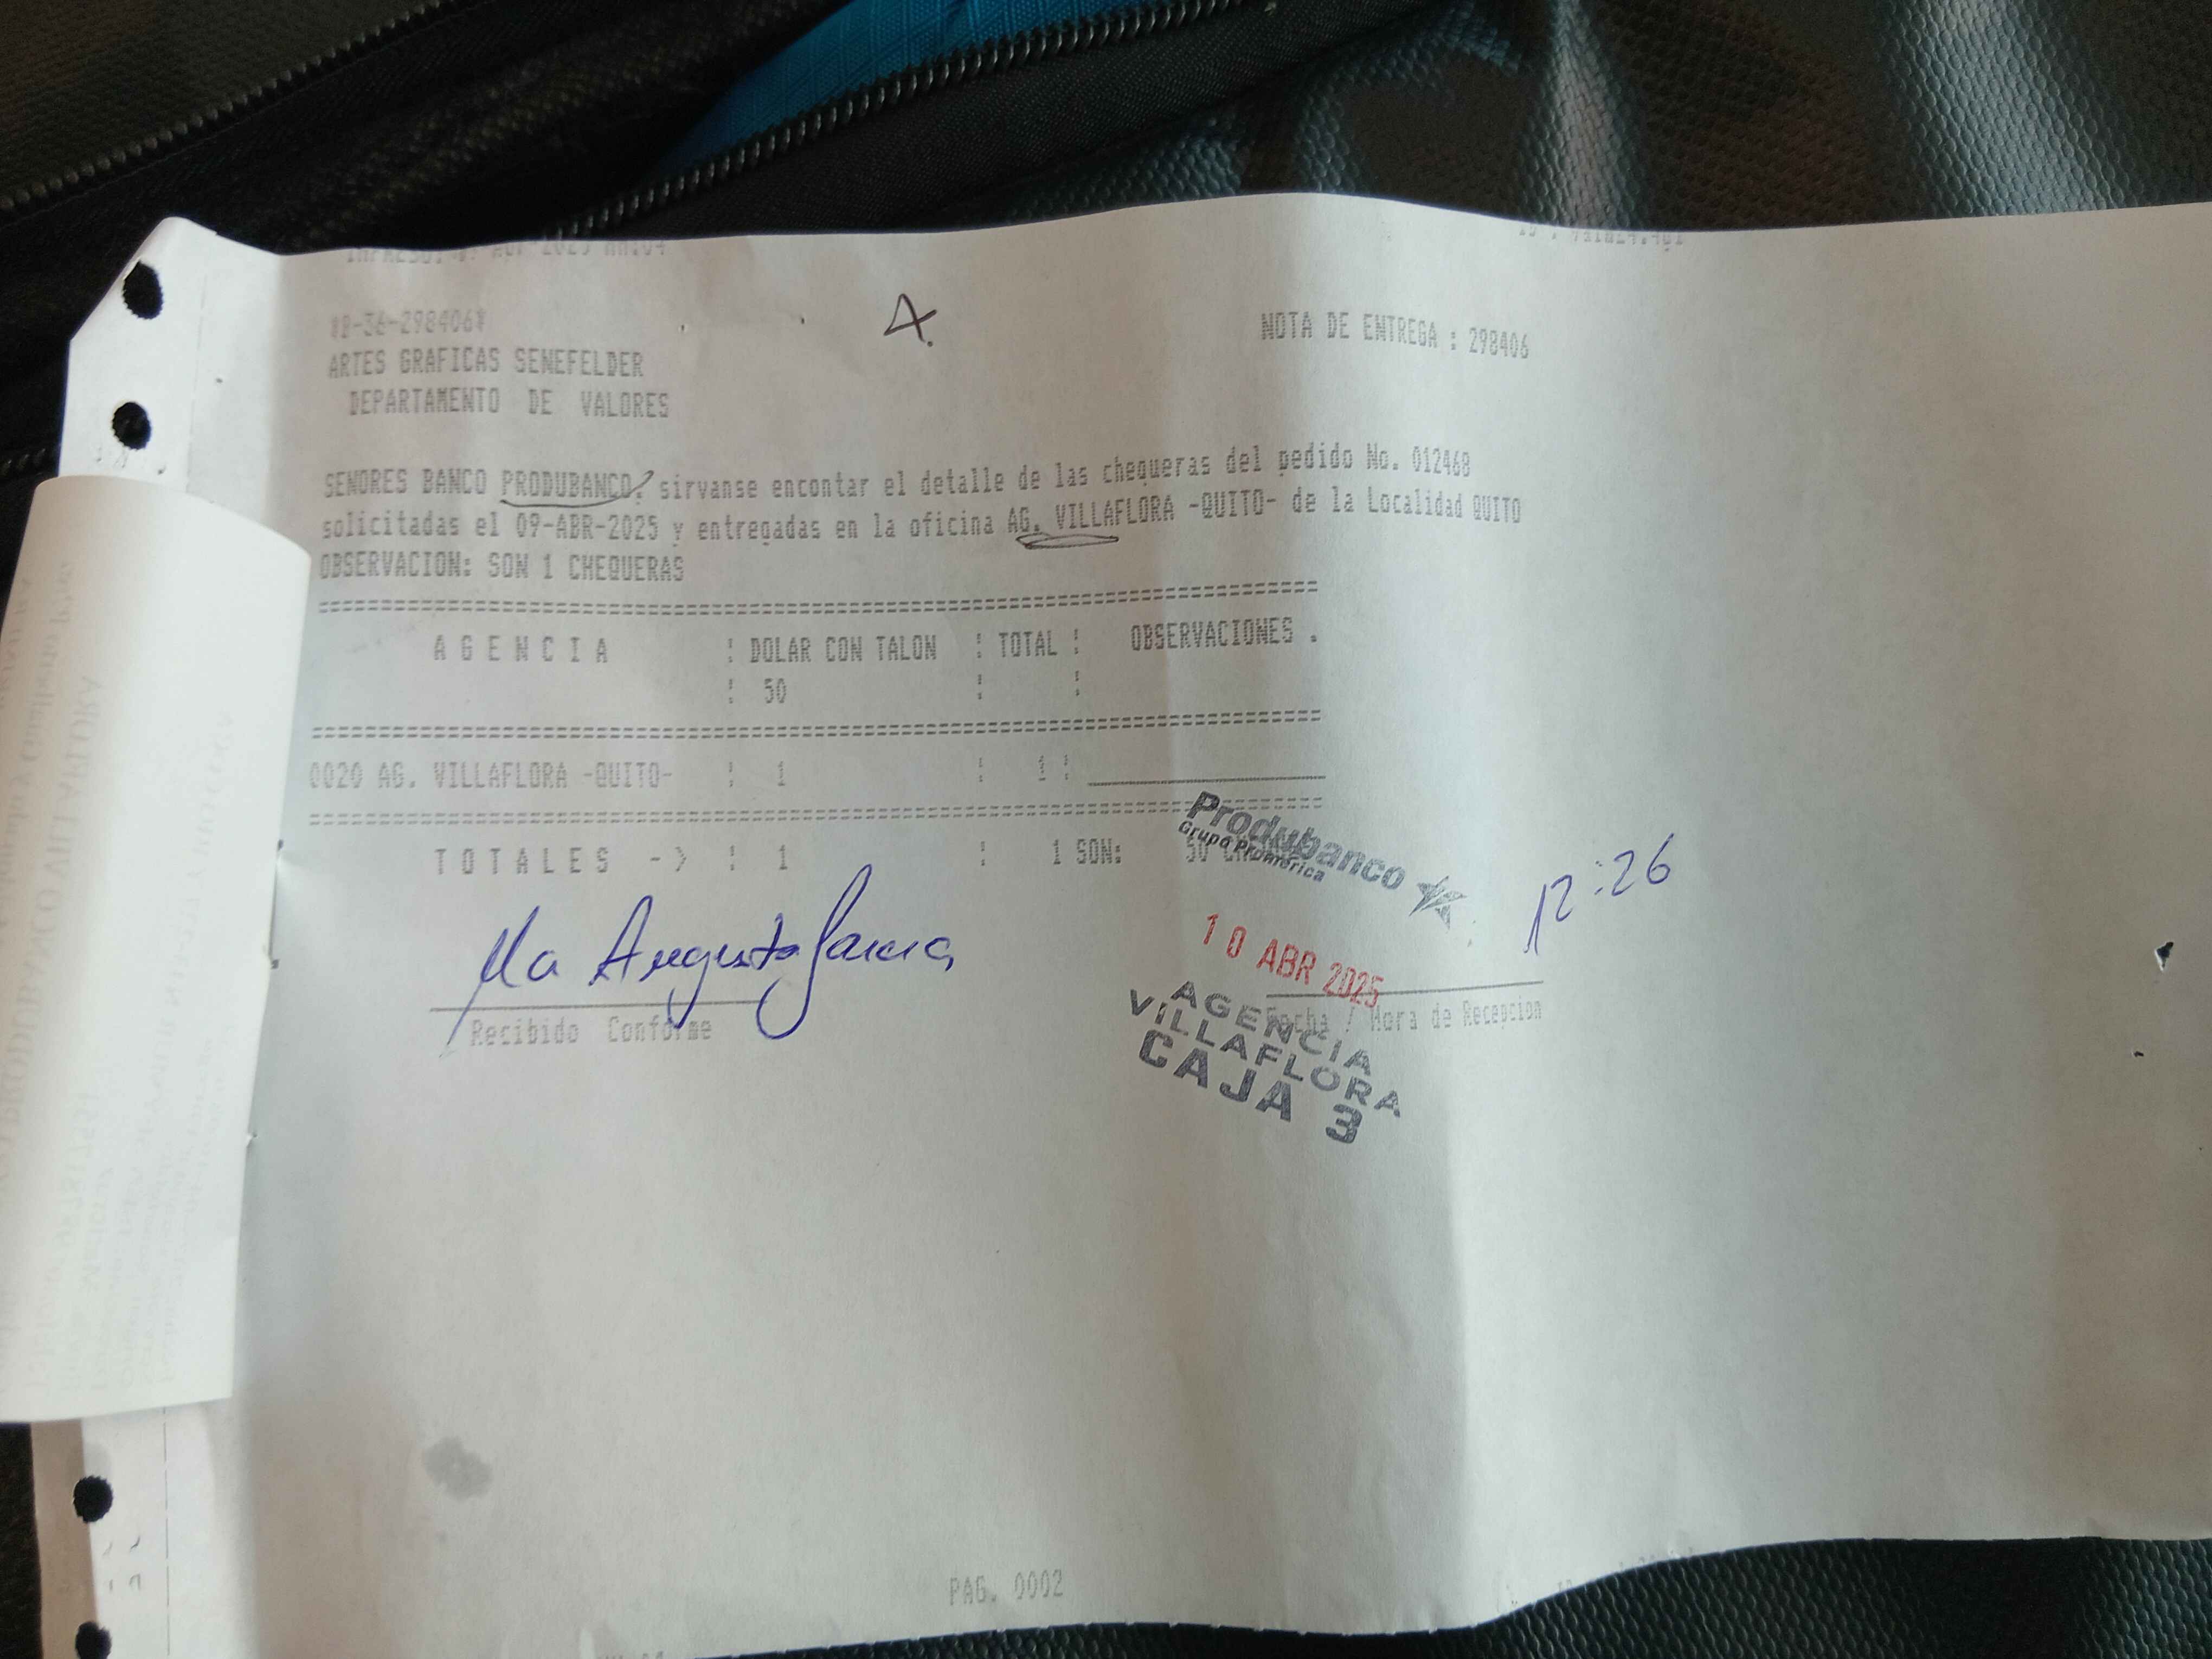 *D-36-298406*
4.
NOTA DE ENTREGA : 298406
ARTES GRAFICAS SENEFELDER
DEPARTAMENTO DE VALORES
SENORES BANCO PRODUBANCO, sirvanse encontar el detalle de las chequeras del pedido No. 012468
solicitadas el 09-ABR-2025 y entregadas en la oficina AG. VILLAFLORA -QUITO- de la Localidad QUITO
OBSERVACION: SON 1 CHEQUERAS
A G E N C I A : DOLAR CON TALON : TOTAL : OBSERVACIONES .
: 50 : :
0020 AG. VILLAFLORA -QUITO- : 1 : 1 :
T O T A L E S -> : 1 : 1 SON: 50
Ma Augusta Garcia
Recibido Conforme
Produbanco
Grupo Promerica
10 ABR 2025
AGENCIA
VILLAFLORA
CAJA 3
12:26
Fecha / Hora de Recepcion
PAG. 0002